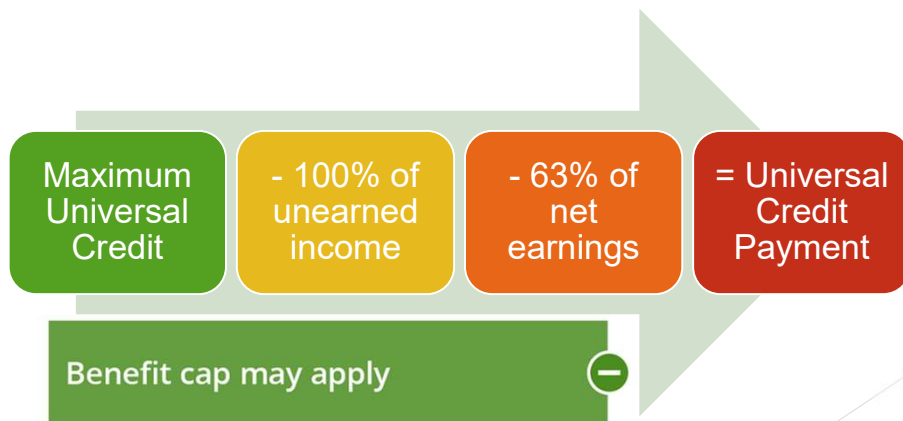 Maximum
Universal
Credit
- 100% of
unearned
income
- 63% of
net
earnings
= Universal
Credit
Payment
Benefit cap may apply